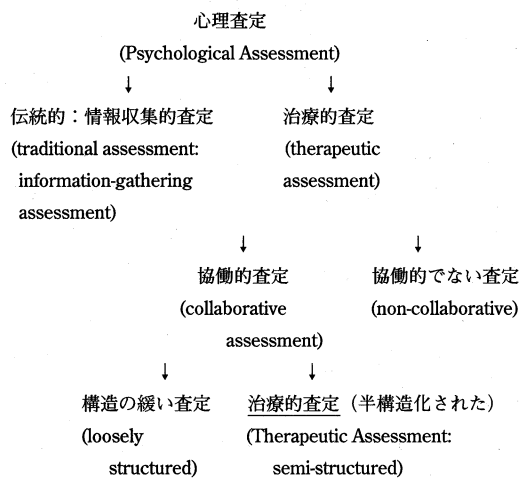 心理査定
(Psychological Assessment)
↓ ↓
伝統的：情報収集的査定 治療的査定
(traditional assessment: (therapeutic
information-gathering assessment)
assessment)
↓ ↓
協働的査定 協働的でない査定
(collaborative (non-collaborative)
assessment)
↓ ↓
構造の緩い査定 治療的査定（半構造化された）
(loosely (Therapeutic Assessment:
structured) semi-structured)